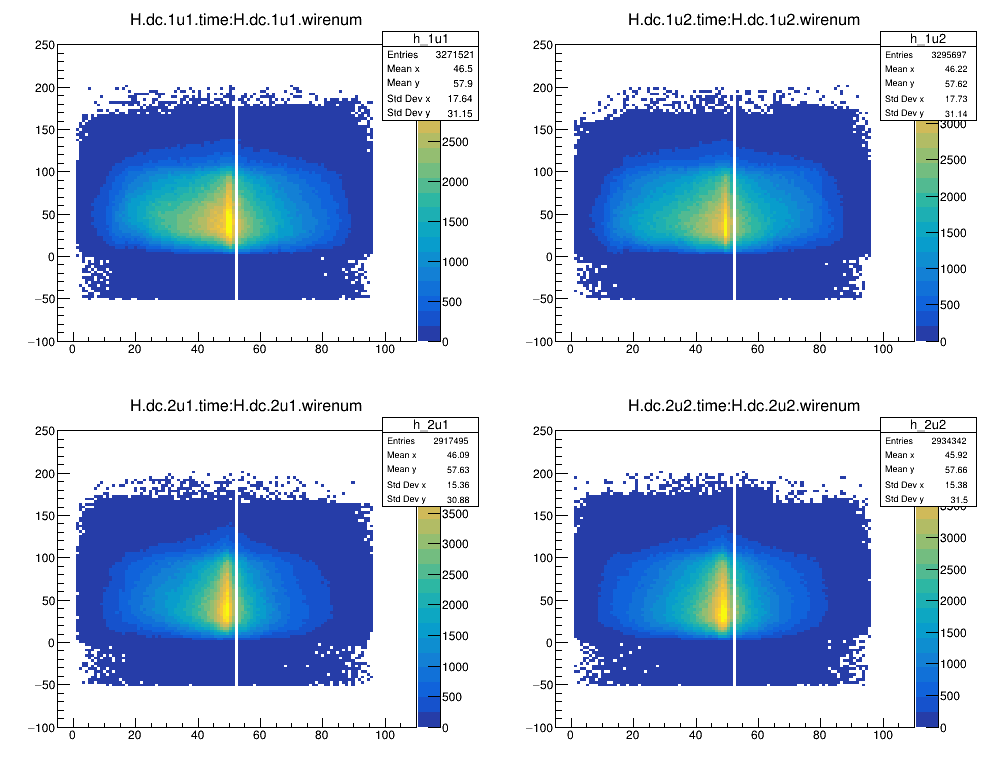 H.dc.1u1.time:H.dc.1u1.wirenum
h_1u1
Entries 3271521
Mean x 46.5
Mean y 57.9
Std Dev x 17.64
Std Dev y 31.15
250
200
150
100
50
0
−50
−100
0 20 40 60 80 100
2500
2000
1500
1000
500
0
H.dc.1u2.time:H.dc.1u2.wirenum
h_1u2
Entries 3295697
Mean x 46.22
Mean y 57.62
Std Dev x 17.73
Std Dev y 31.14
250
200
150
100
50
0
−50
−100
0 20 40 60 80 100
3000
2500
2000
1500
1000
500
0
H.dc.2u1.time:H.dc.2u1.wirenum
h_2u1
Entries 2917495
Mean x 46.09
Mean y 57.63
Std Dev x 15.36
Std Dev y 30.88
250
200
150
100
50
0
−50
−100
0 20 40 60 80 100
3500
3000
2500
2000
1500
1000
500
0
H.dc.2u2.time:H.dc.2u2.wirenum
h_2u2
Entries 2934342
Mean x 45.92
Mean y 57.66
Std Dev x 15.38
Std Dev y 31.5
250
200
150
100
50
0
−50
−100
0 20 40 60 80 100
3500
3000
2500
2000
1500
1000
500
0